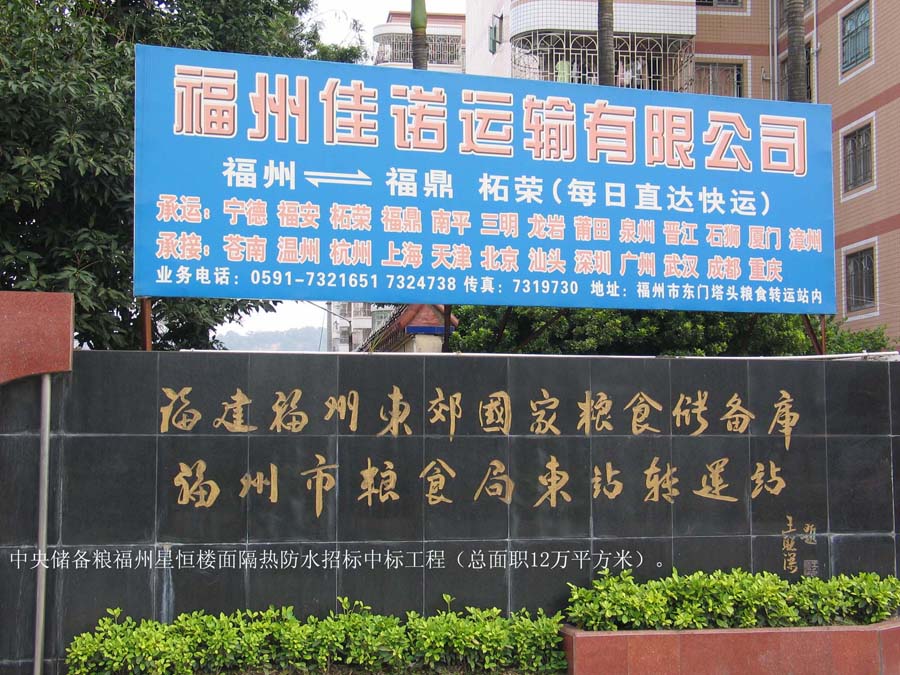 福州佳诺运输有限公司
福州⇌福鼎 柘荣(每日直达快运)
承运：宁德 福安 柘荣 福鼎 南平 三明 龙岩 莆田 泉州 晋江 石狮 厦门 漳州
承接：苍南 温州 杭州 上海 天津 北京 汕头 深圳 广州 武汉 成都 重庆
业务电话：0591-7321651 7324738 传真：7319730 地址：福州市东门塔头粮食转运站内
福建福州東郊國家粮食储备库
福州市粮食局東站转運站
中央储备粮福州星恒楼面隔热防水招标中标工程（总面职12万平方米）。